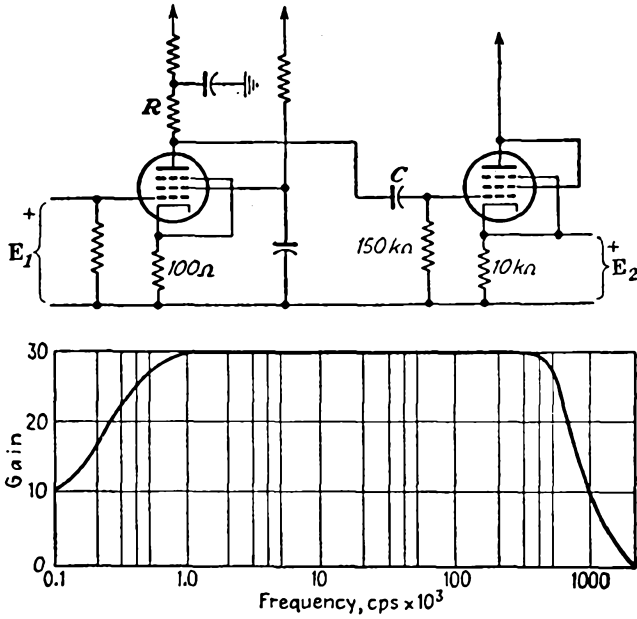 R
C
+
E1
100Ω
150kΩ
10kΩ
+
E2
30
20
10
0
Gain
0.1 1.0 10 100 1000
Frequency, cps×10³